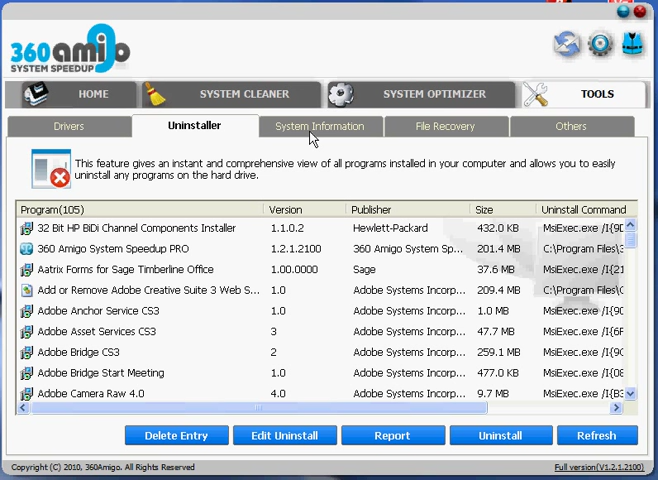 360amigo
SYSTEM SPEEDUP
HOME
SYSTEM CLEANER
SYSTEM OPTIMIZER
TOOLS
Drivers
Uninstaller
System Information
File Recovery
Others
This feature gives an instant and comprehensive view of all programs installed in your computer and allows you to easily
uninstall any programs on the hard drive.
Program(105) Version Publisher Size Uninstall Command
32 Bit HP BiDi Channel Components Installer 1.1.0.2 Hewlett-Packard 432.0 KB MsiExec.exe /I{9D
360 Amigo System Speedup PRO 1.2.1.2100 360 Amigo System Sp... 201.4 MB C:\Program Files\3
Aatrix Forms for Sage Timberline Office 1.00.0000 Sage 37.6 MB MsiExec.exe /I{21
Add or Remove Adobe Creative Suite 3 Web S... 1.0 Adobe Systems Incorp... 209.4 MB C:\Program Files\C
Adobe Anchor Service CS3 1.0 Adobe Systems Incorp... 310.0 KB MsiExec.exe /I{90
Adobe Asset Services CS3 3 Adobe Systems Incorp... 47.7 MB MsiExec.exe /I{6F
Adobe Bridge CS3 2 Adobe Systems Incorp... 259.1 MB MsiExec.exe /I{9C
Adobe Bridge Start Meeting 1.0 Adobe Systems Incorp... 477.0 KB MsiExec.exe /I{08
Adobe Camera Raw 4.0 4.0 Adobe Systems Incorp... 9.7 MB MsiExec.exe /I{B3
Delete Entry
Edit Uninstall
Report
Uninstall
Refresh
Copyright (C) 2010, 360Amigo. All Rights Reserved
Full version(V1.2.1.2100)